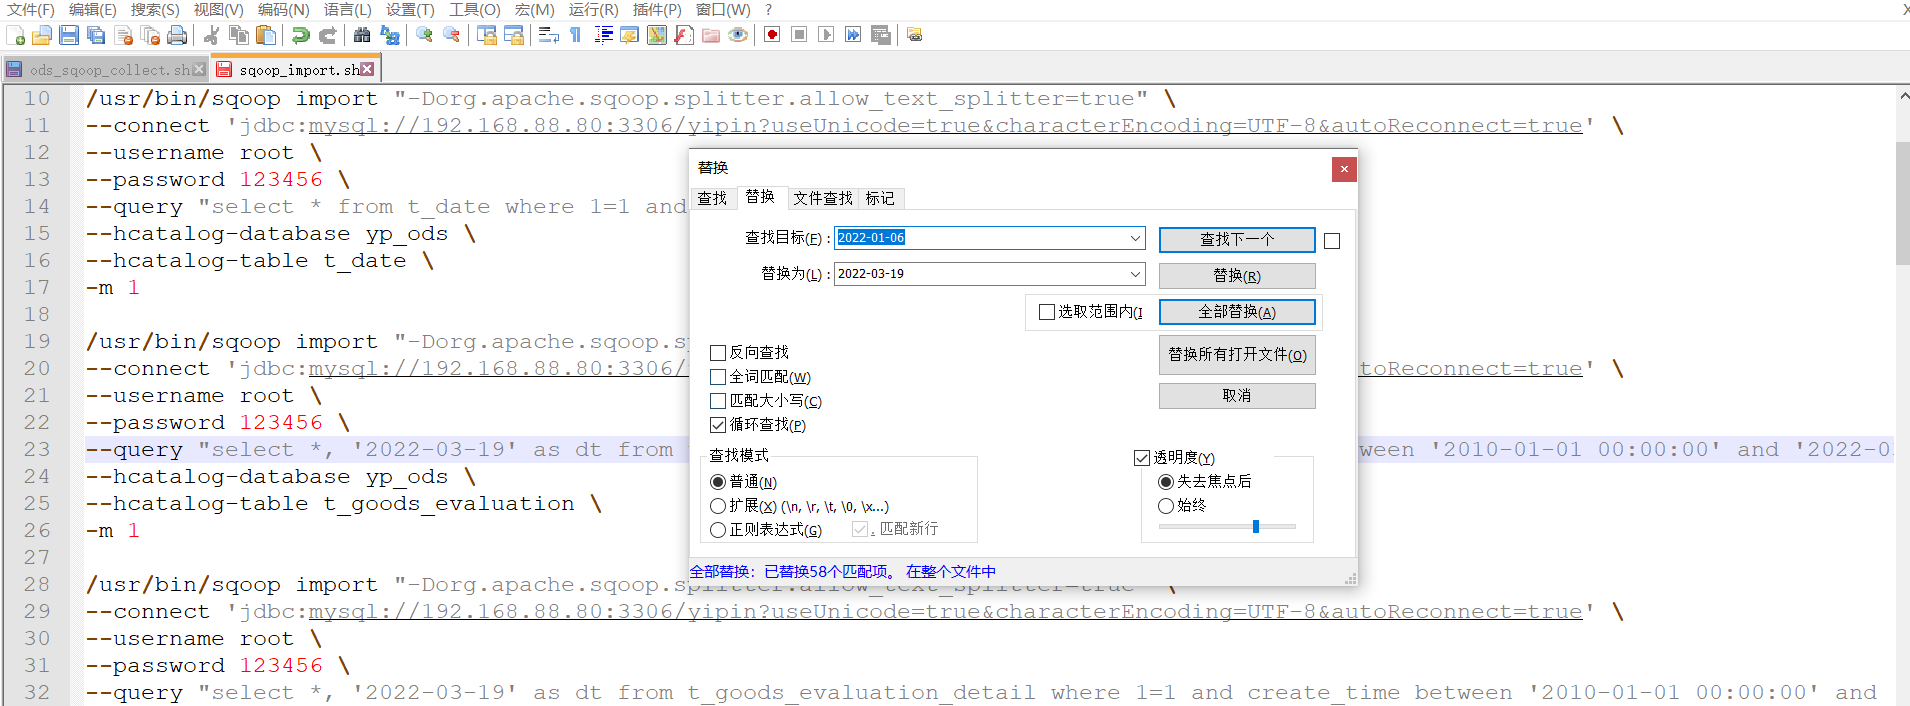 文件(F) 编辑(E) 搜索(S) 视图(V) 编码(N) 语言(L) 设置(T) 工具(O) 宏(M) 运行(R) 插件(P) 窗口(W) ? X
ods_sqoop_collect.sh sqoop_import.sh
10 /usr/bin/sqoop import "-Dorg.apache.sqoop.splitter.allow_text_splitter=true" \
11 --connect 'jdbc:mysql://192.168.88.80:3306/yipin?useUnicode=true&characterEncoding=UTF-8&autoReconnect=true' \
12 --username root \
13 --password 123456 \
14 --query "select * from t_date where 1=1 and
15 --hcatalog-database yp_ods \
16 --hcatalog-table t_date \
17 -m 1
18
19 /usr/bin/sqoop import "-Dorg.apache.sqoop.s
20 --connect 'jdbc:mysql://192.168.88.80:3306/ toReconnect=true' \
21 --username root \
22 --password 123456 \
23 --query "select *, '2022-03-19' as dt from ween '2010-01-01 00:00:00' and '2022-0
24 --hcatalog-database yp_ods \
25 --hcatalog-table t_goods_evaluation \
26 -m 1
27
28 /usr/bin/sqoop import "-Dorg.apache.sqoop.splitter.allow_text_splitter=true" \
29 --connect 'jdbc:mysql://192.168.88.80:3306/yipin?useUnicode=true&characterEncoding=UTF-8&autoReconnect=true' \
30 --username root \
31 --password 123456 \
32 --query "select *, '2022-03-19' as dt from t_goods_evaluation_detail where 1=1 and create_time between '2010-01-01 00:00:00' and
替换
查找 替换 文件查找 标记
查找目标(F) : 2022-01-06 查找下一个
替换为(L) : 2022-03-19 替换(R)
选取范围内(I 全部替换(A)
替换所有打开文件(O)
取消
反向查找
全词匹配(W)
匹配大小写(C)
循环查找(P)
查找模式
普通(N)
扩展(X) (\n, \r, \t, \0, \x...)
正则表达式(G) . 匹配新行
透明度(Y)
失去焦点后
始终
全部替换: 已替换58个匹配项。 在整个文件中